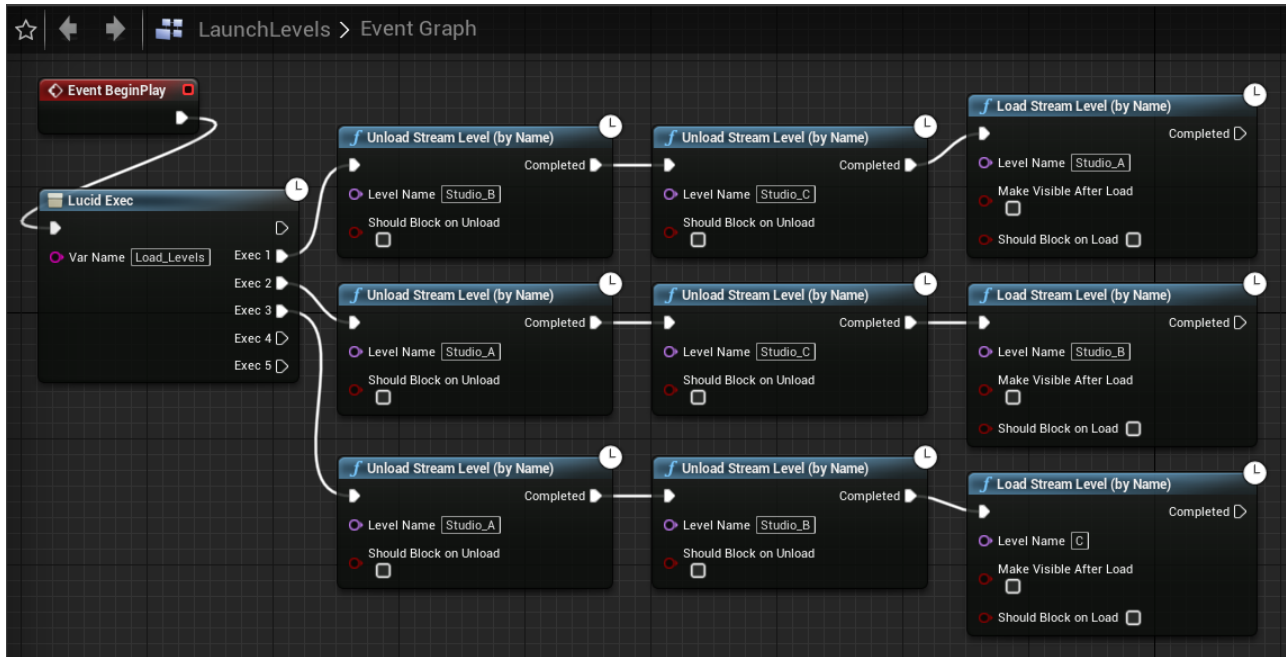 LaunchLevels > Event Graph
Event BeginPlay
Lucid Exec
Var Name Load_Levels
Exec 1
Exec 2
Exec 3
Exec 4
Exec 5
f Unload Stream Level (by Name)
Completed
Level Name Studio_B
Should Block on Unload
f Unload Stream Level (by Name)
Completed
Level Name Studio_C
Should Block on Unload
f Load Stream Level (by Name)
Completed
Level Name Studio_A
Make Visible After Load
Should Block on Load
f Unload Stream Level (by Name)
Completed
Level Name Studio_A
Should Block on Unload
f Unload Stream Level (by Name)
Completed
Level Name Studio_C
Should Block on Unload
f Load Stream Level (by Name)
Completed
Level Name Studio_B
Make Visible After Load
Should Block on Load
f Unload Stream Level (by Name)
Completed
Level Name Studio_A
Should Block on Unload
f Unload Stream Level (by Name)
Completed
Level Name Studio_B
Should Block on Unload
f Load Stream Level (by Name)
Completed
Level Name C
Make Visible After Load
Should Block on Load